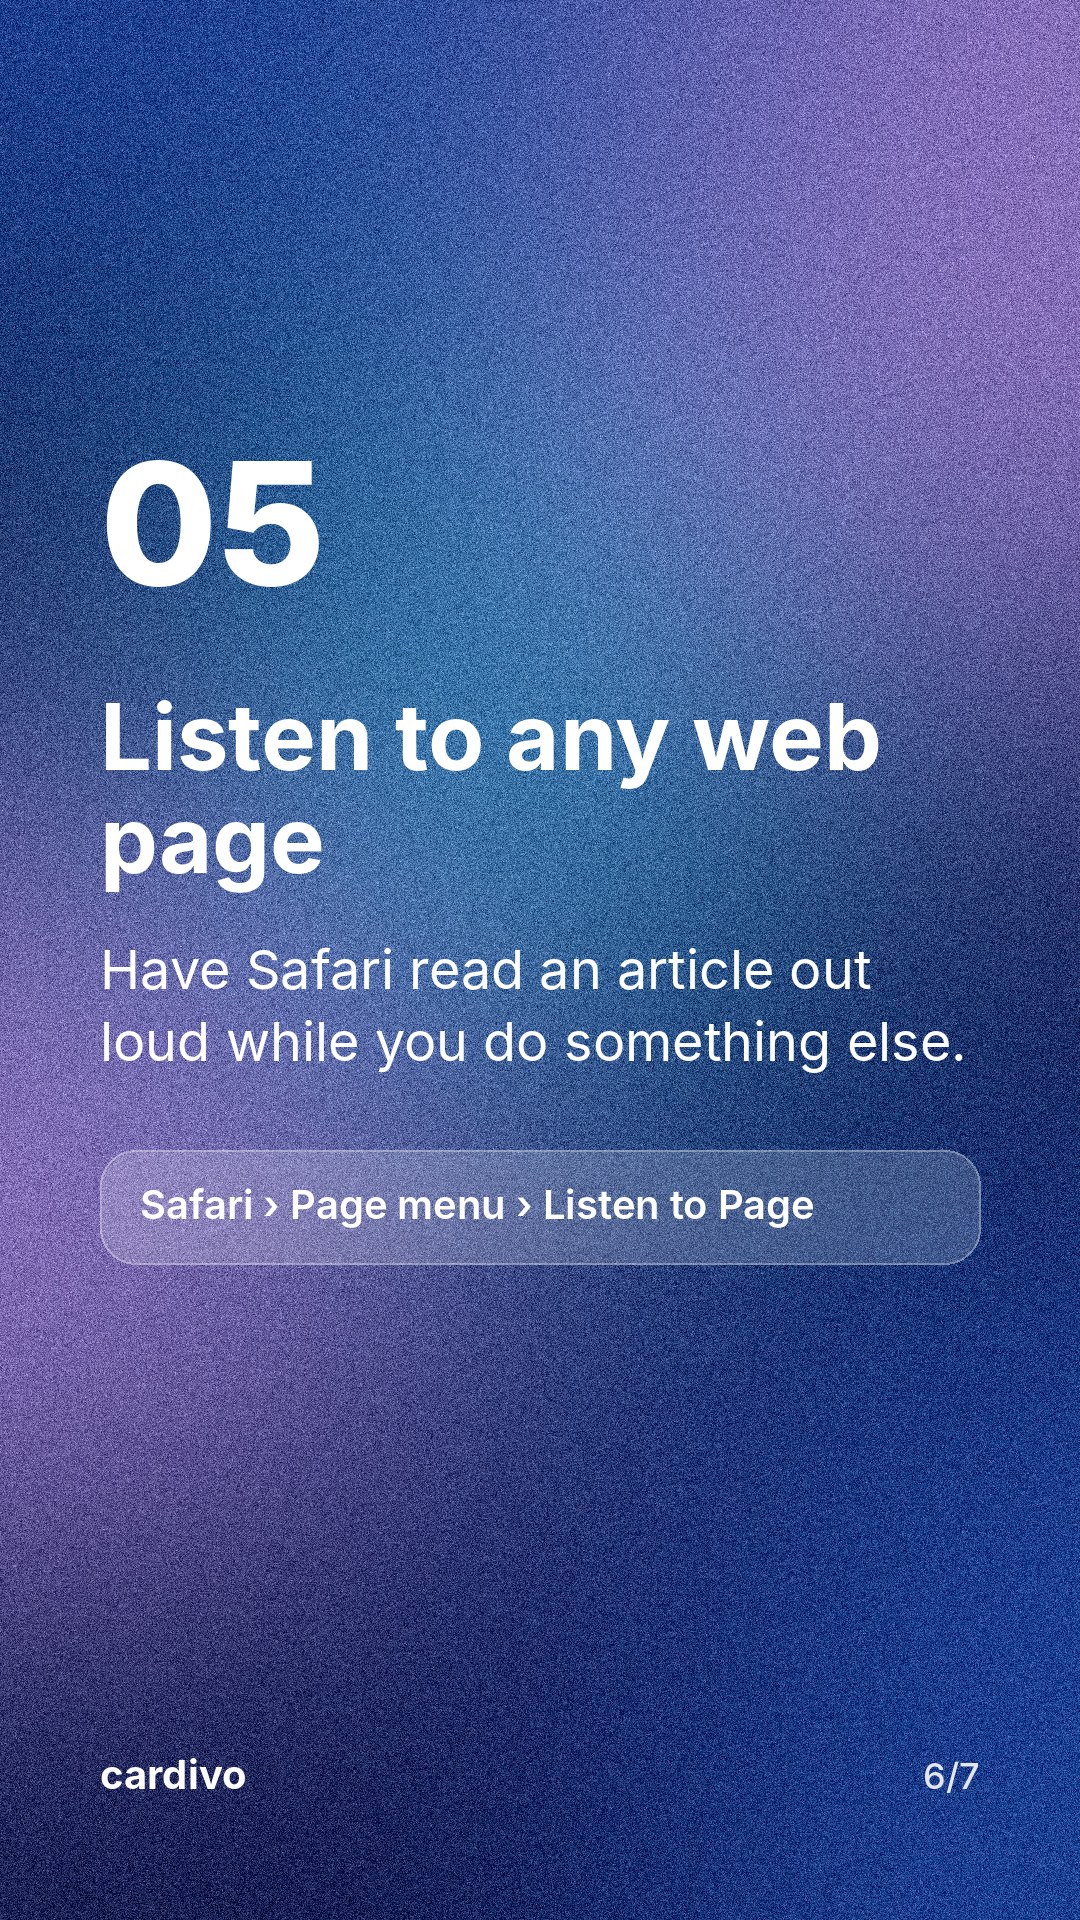 05
Listen to any web
page
Have Safari read an article out
loud while you do something else.
Safari › Page menu › Listen to Page
cardivo
6/7